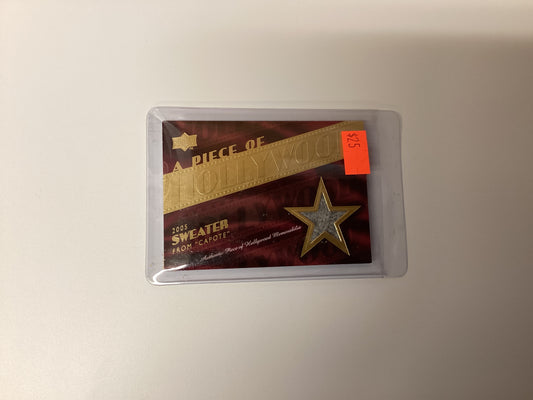 A PIECE OF
HOLLYWOOD
$25
2005
SWEATER
FROM "CAPOTE"
Authentic Piece of Hollywood Memorabilia